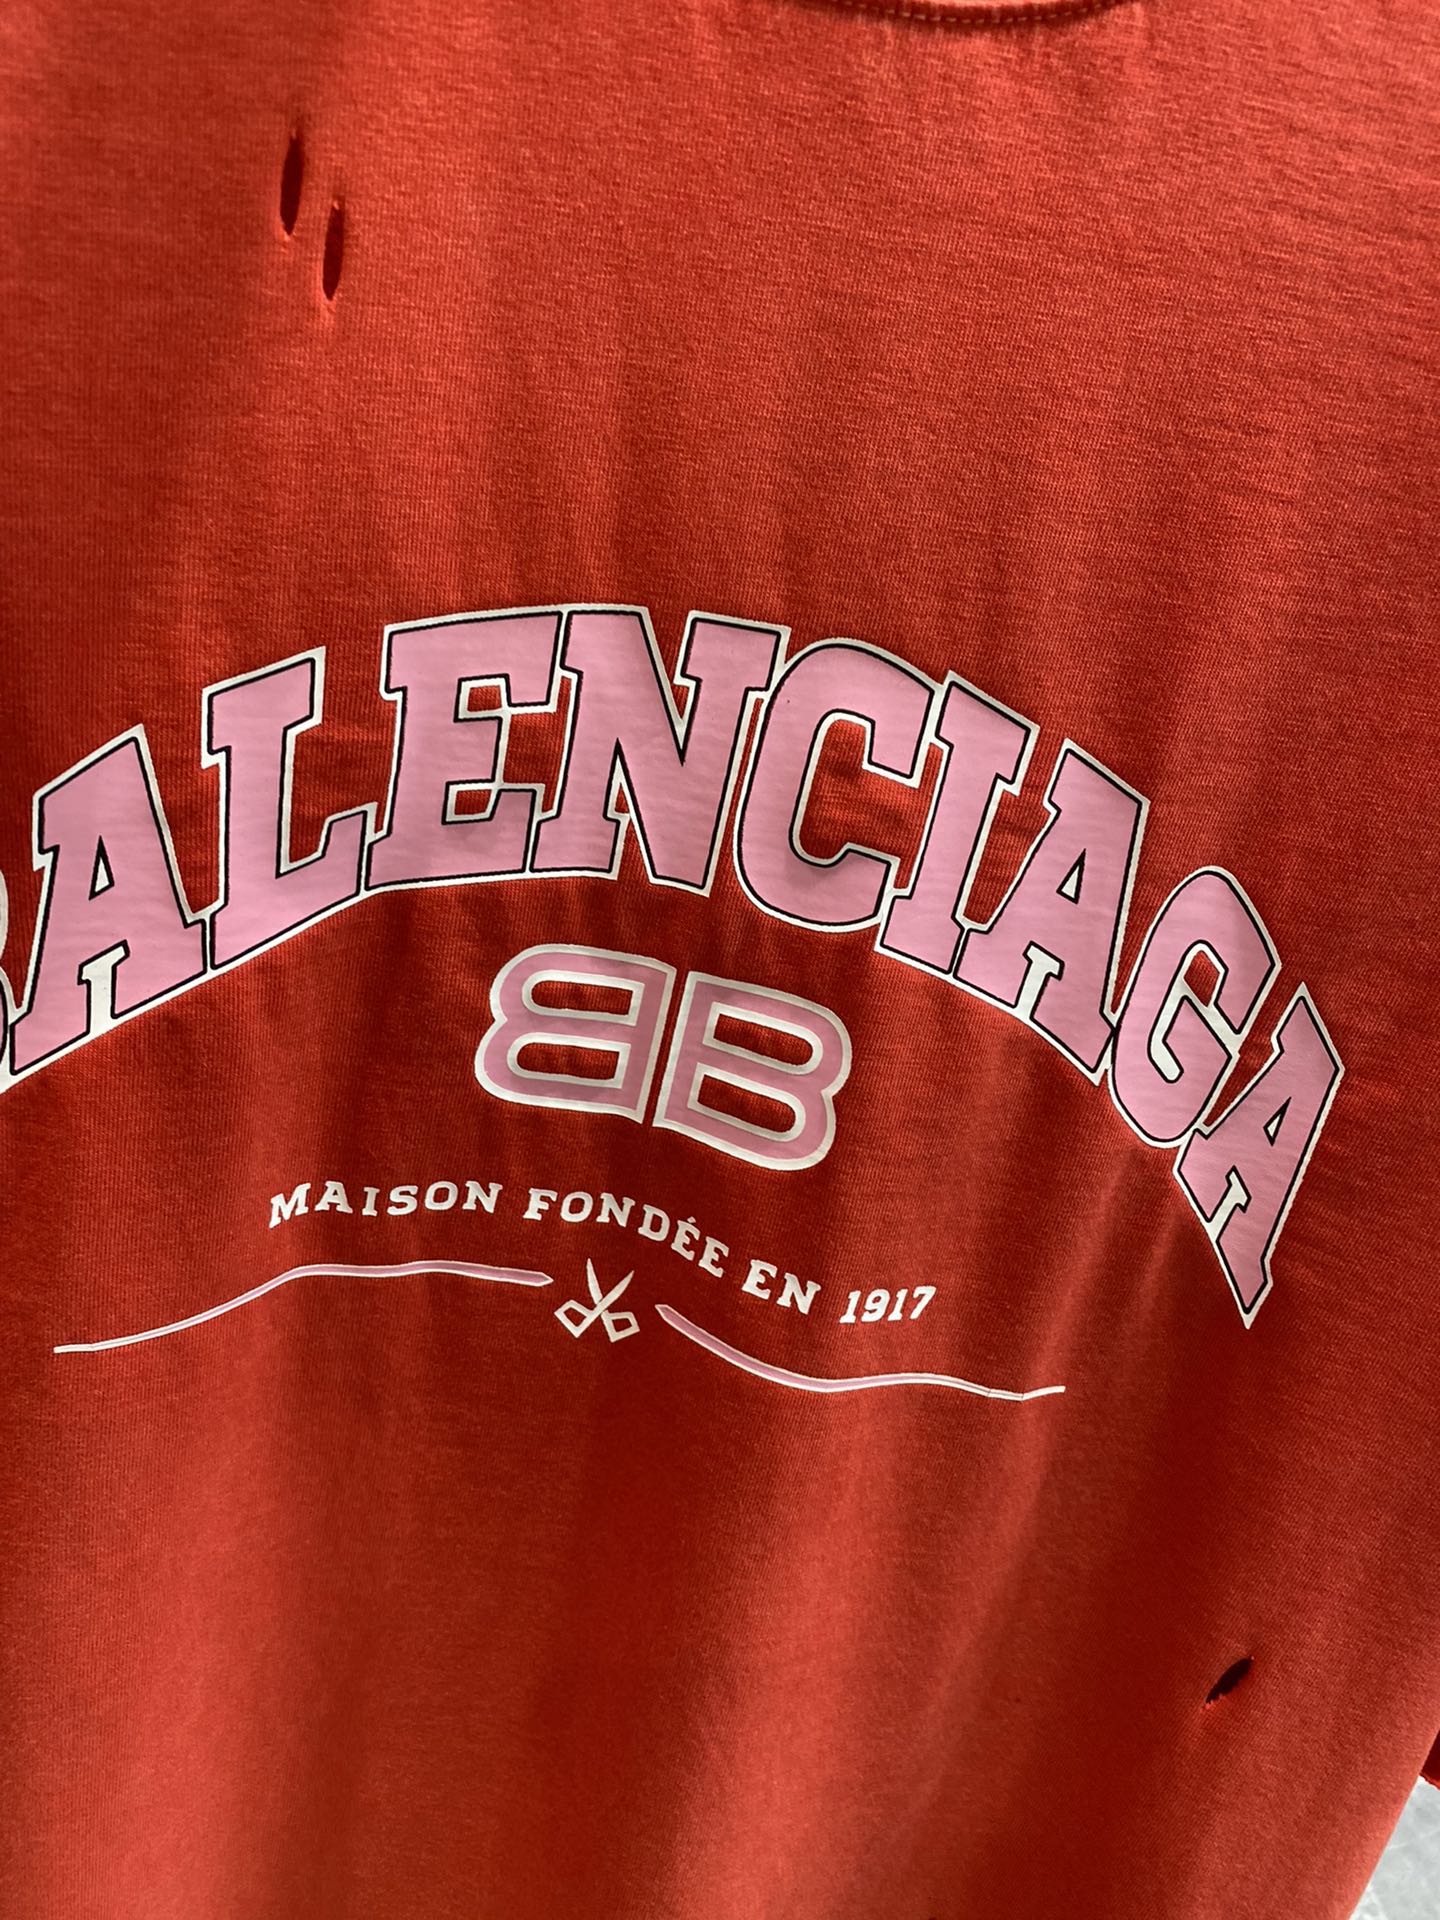 BALENCIAGA
BB
MAISON FONDÉE EN 1917